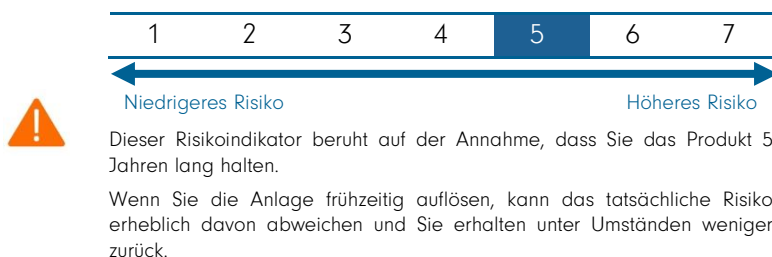 1 2 3 4 5 6 7
Niedrigeres Risiko Höheres Risiko
Dieser Risikoindikator beruht auf der Annahme, dass Sie das Produkt 5
Jahren lang halten.
Wenn Sie die Anlage frühzeitig auflösen, kann das tatsächliche Risiko
erheblich davon abweichen und Sie erhalten unter Umständen weniger
zurück.